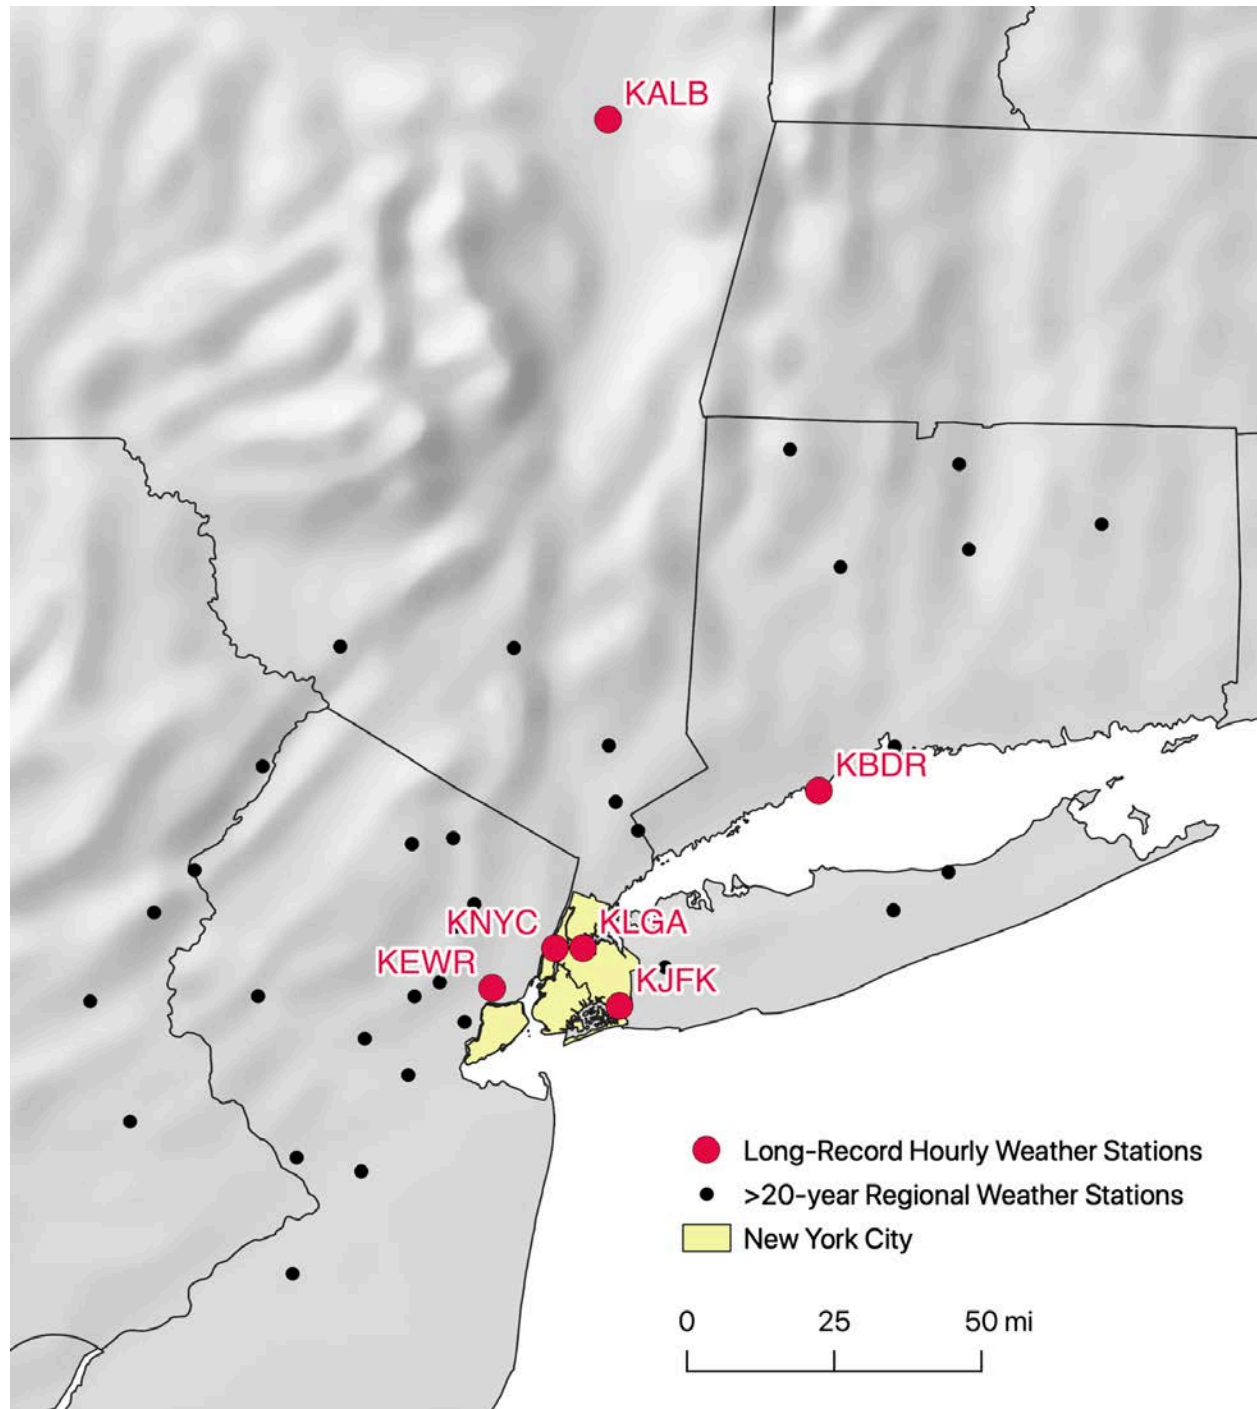 KALB
KBDR
KNYC
KLGA
KEWR
KJFK
Long-Record Hourly Weather Stations
>20-year Regional Weather Stations
New York City
0 25 50 mi